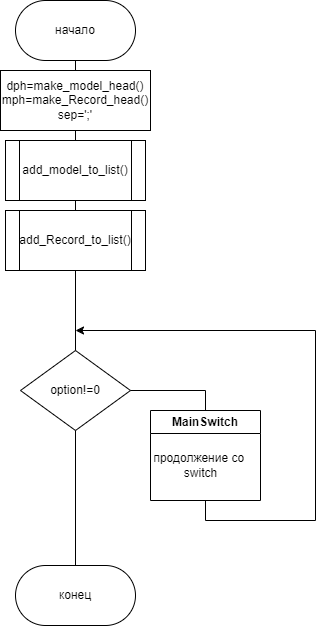 начало
dph=make_model_head()
mph=make_Record_head()
sep=';'
add_model_to_list()
add_Record_to_list()
option!=0
MainSwitch
продолжение со
switch
конец